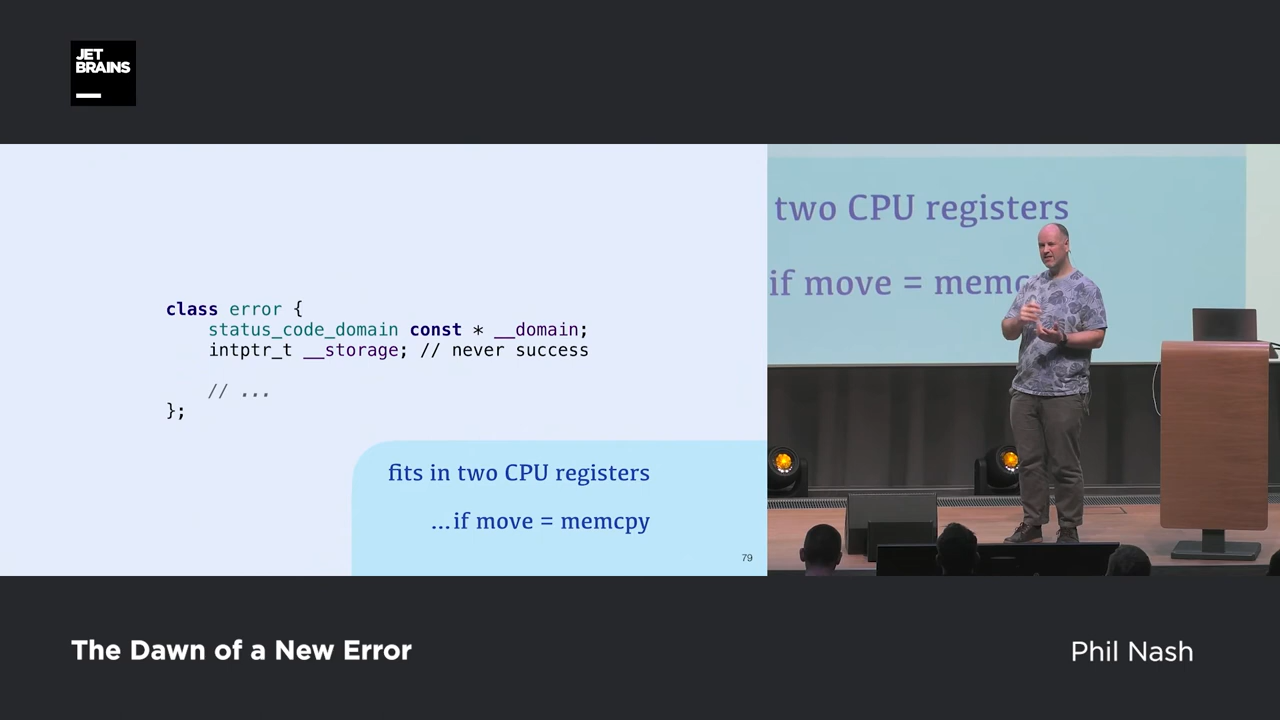 JET
BRAINS
class error {
status_code_domain const * __domain;
intptr_t __storage; // never success
// ...
};
fits in two CPU registers
...if move = memcpy
79
two CPU registers
if move = memc
The Dawn of a New Error
Phil Nash